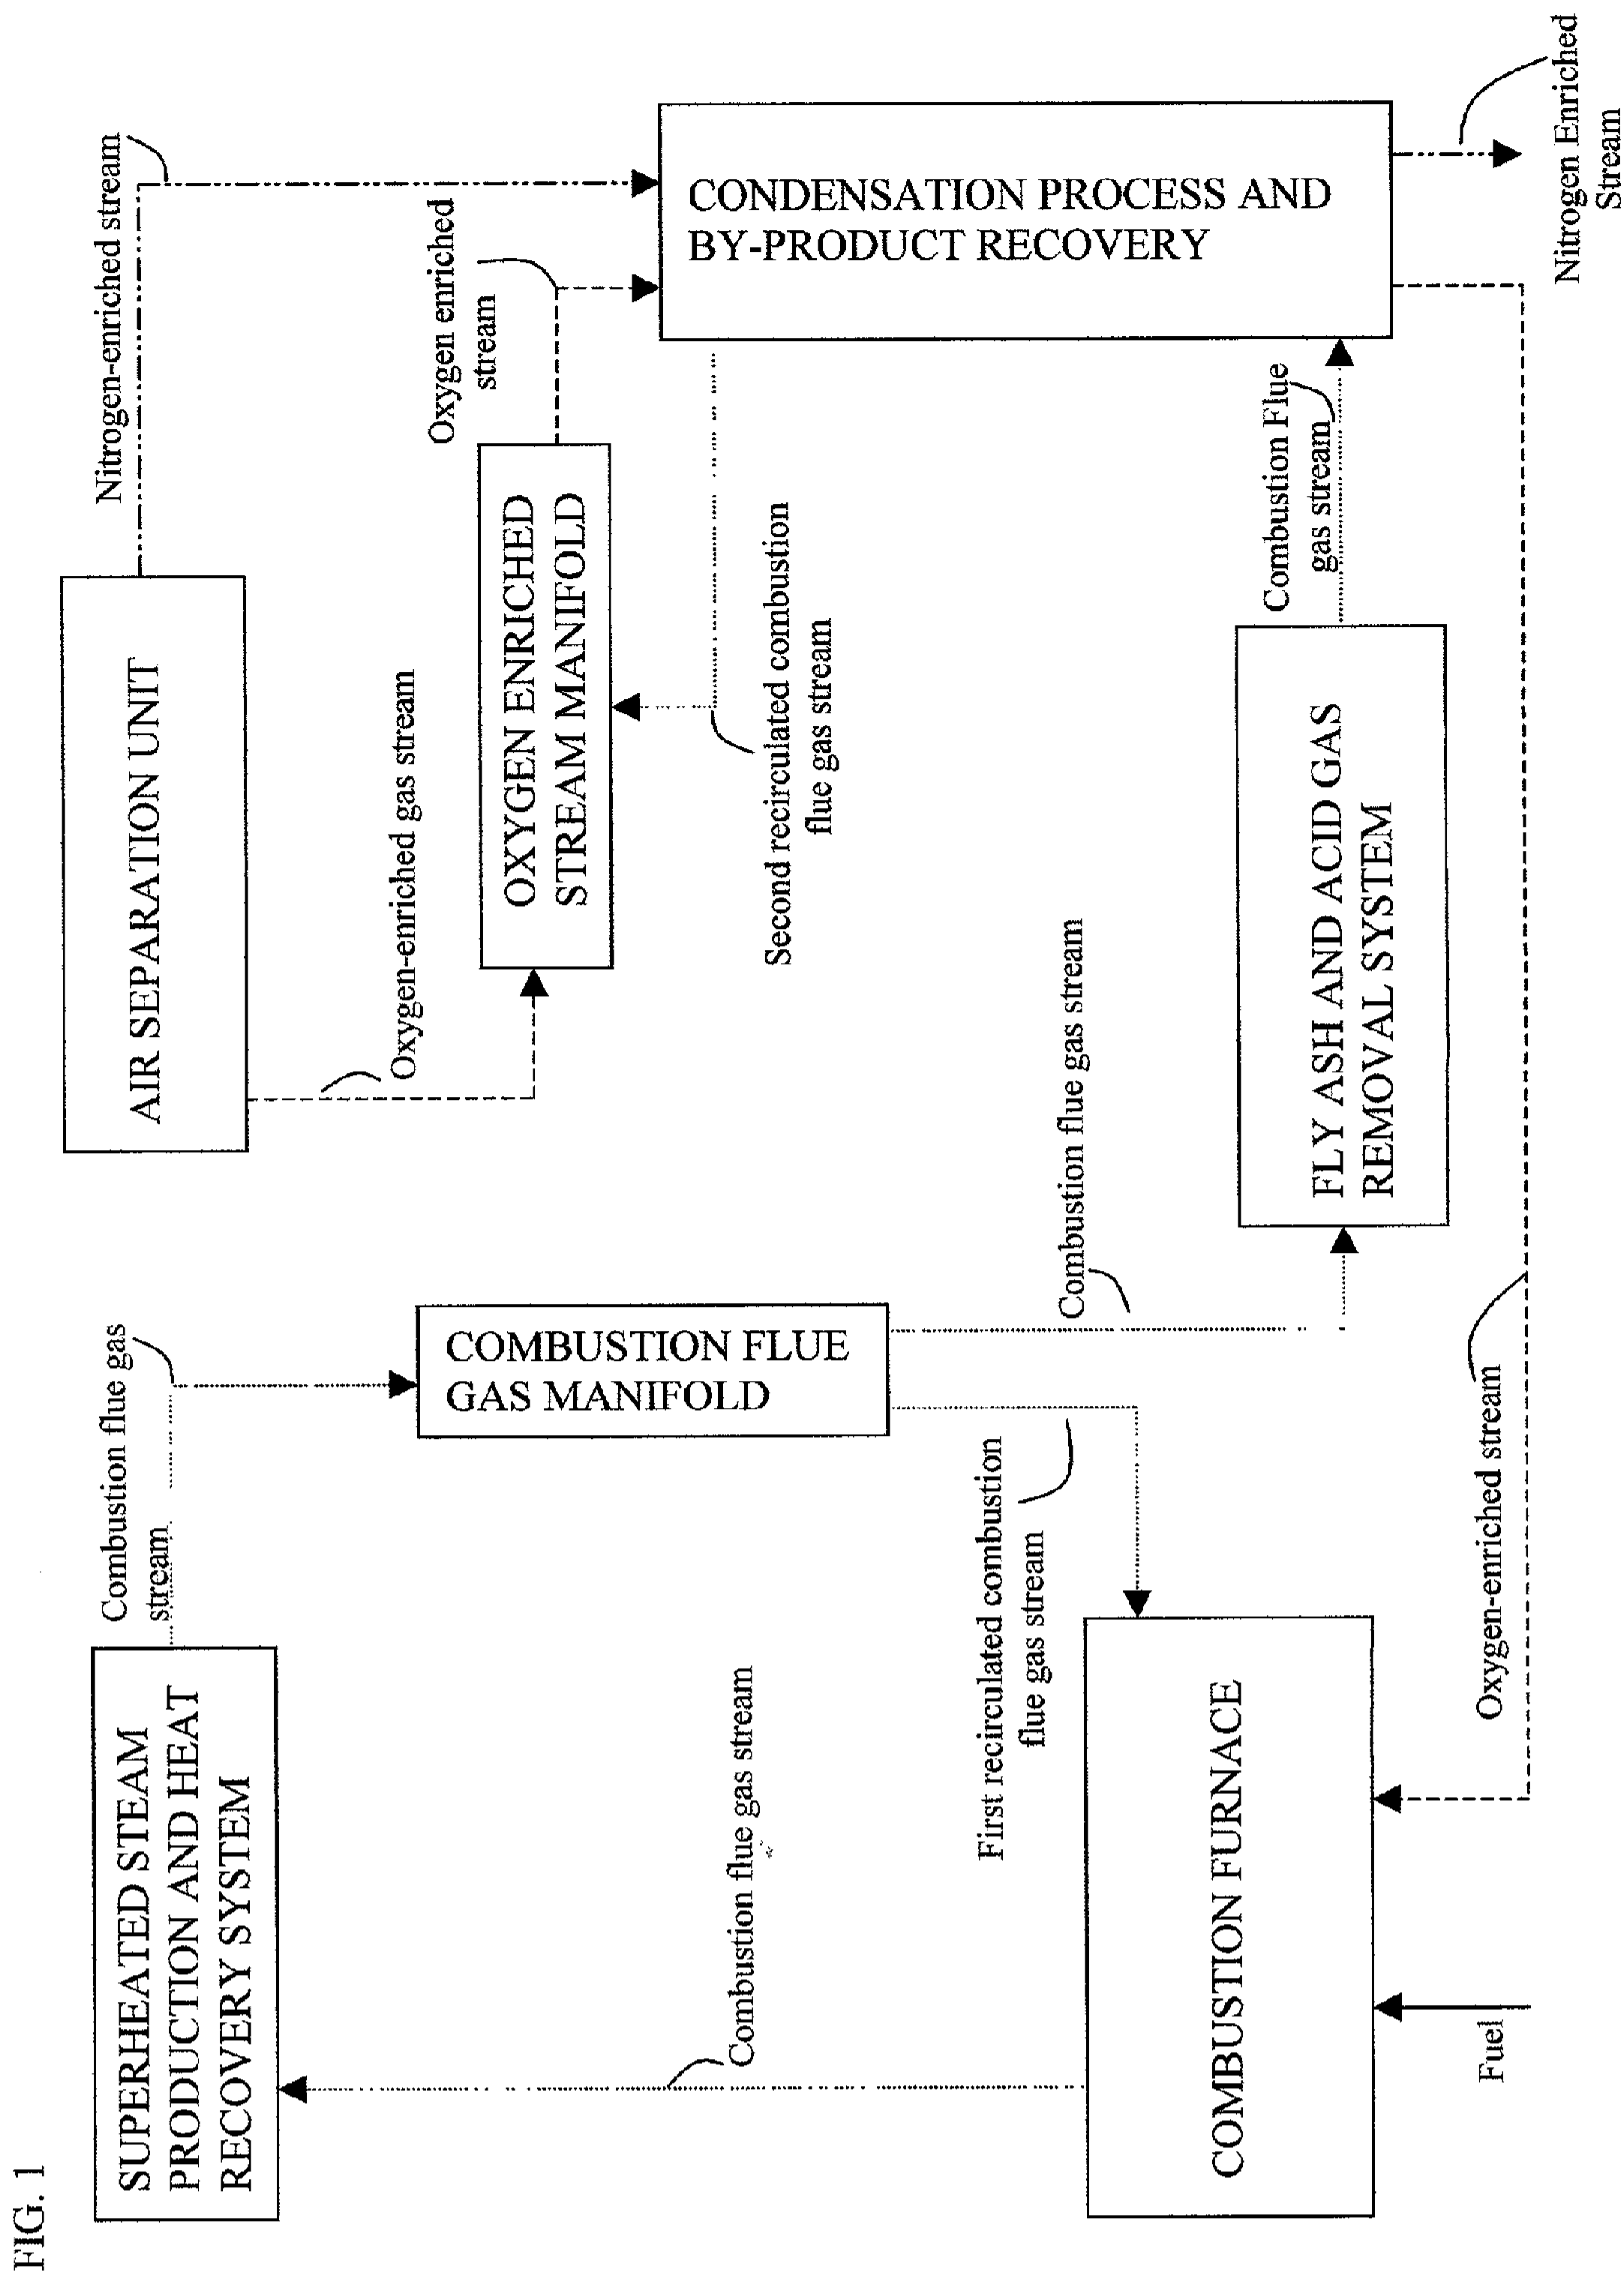 FIG. 1
SUPERHEATED STEAM
PRODUCTION AND HEAT
RECOVERY SYSTEM
Combustion flue gas
stream
AIR SEPARATION UNIT
Nitrogen-enriched stream
Oxygen-enriched gas stream
COMBUSTION FLUE
GAS MANIFOLD
OXYGEN ENRICHED
STREAM MANIFOLD
Oxygen enriched
stream
CONDENSATION PROCESS AND
BY-PRODUCT RECOVERY
Combustion flue gas stream
Second recirculated combustion
flue gas stream
First recirculated combustion
flue gas stream
Combustion flue gas stream
COMBUSTION FURNACE
FLY ASH AND ACID GAS
REMOVAL SYSTEM
Combustion Flue
gas stream
Fuel
Oxygen-enriched stream
Nitrogen Enriched
Stream